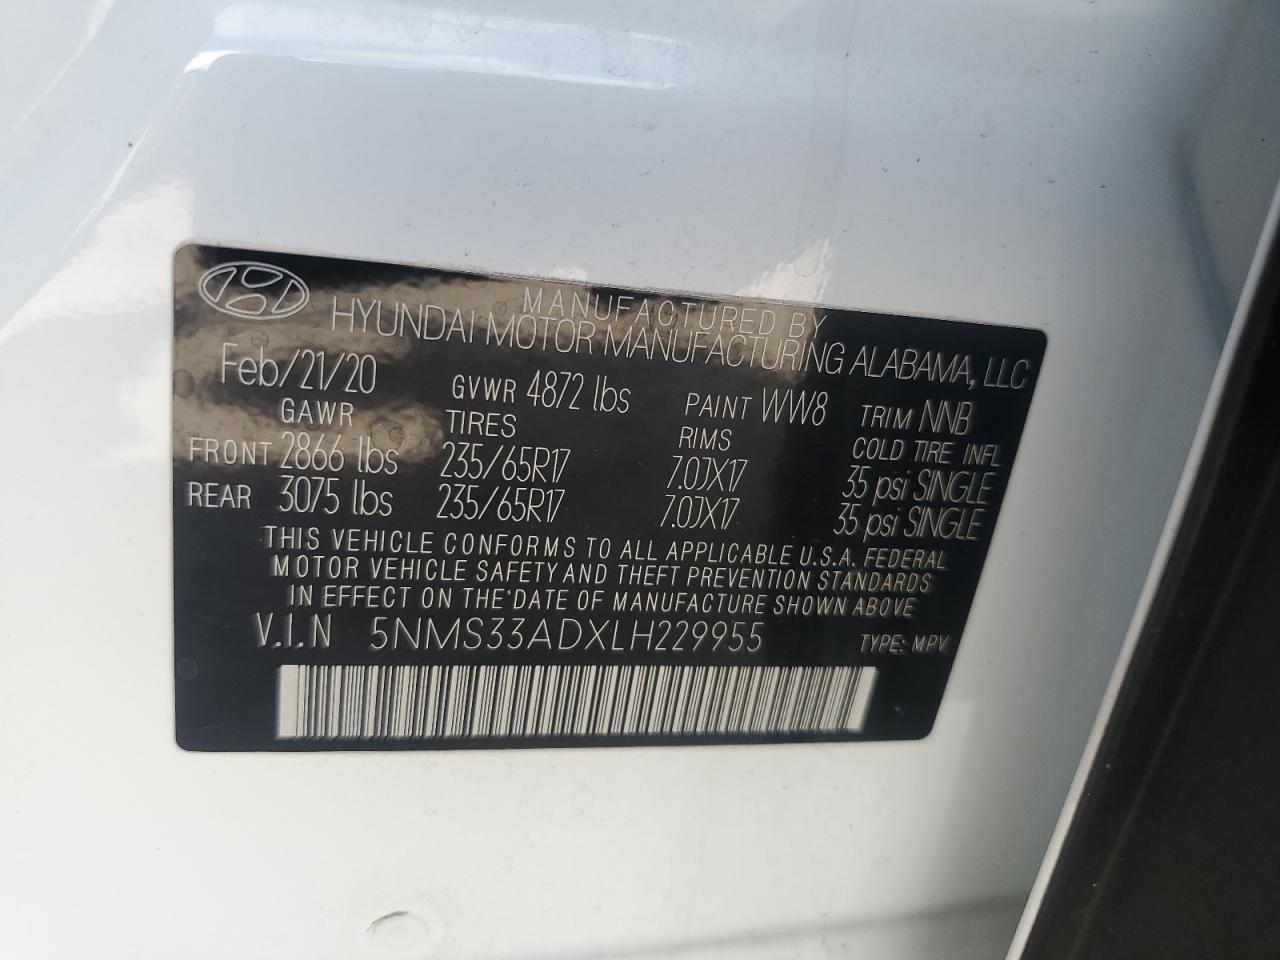 MANUFACTURED BY
HYUNDAI MOTOR MANUFACTURING ALABAMA, LLC
Feb/21/20 GVWR 4872 lbs PAINT WW8 TRIM NNB
GAWR TIRES RIMS COLD TIRE INFL
FRONT 2866 lbs 235/65R17 7.0JX17 35 psi SINGLE
REAR 3075 lbs 235/65R17 7.0JX17 35 psi SINGLE
THIS VEHICLE CONFORMS TO ALL APPLICABLE U.S.A. FEDERAL
MOTOR VEHICLE SAFETY AND THEFT PREVENTION STANDARDS
IN EFFECT ON THE DATE OF MANUFACTURE SHOWN ABOVE
V.I.N 5NMS33ADXLH229955 TYPE: MPV